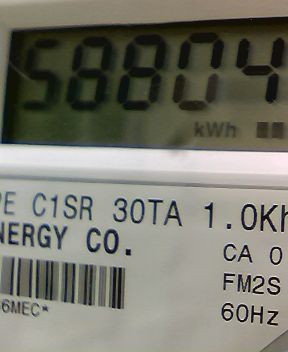 58804
kWh
PE C1SR 30TA 1.0Kh
NERGY CO.
CA 0
FM2S
6MEC*
60Hz